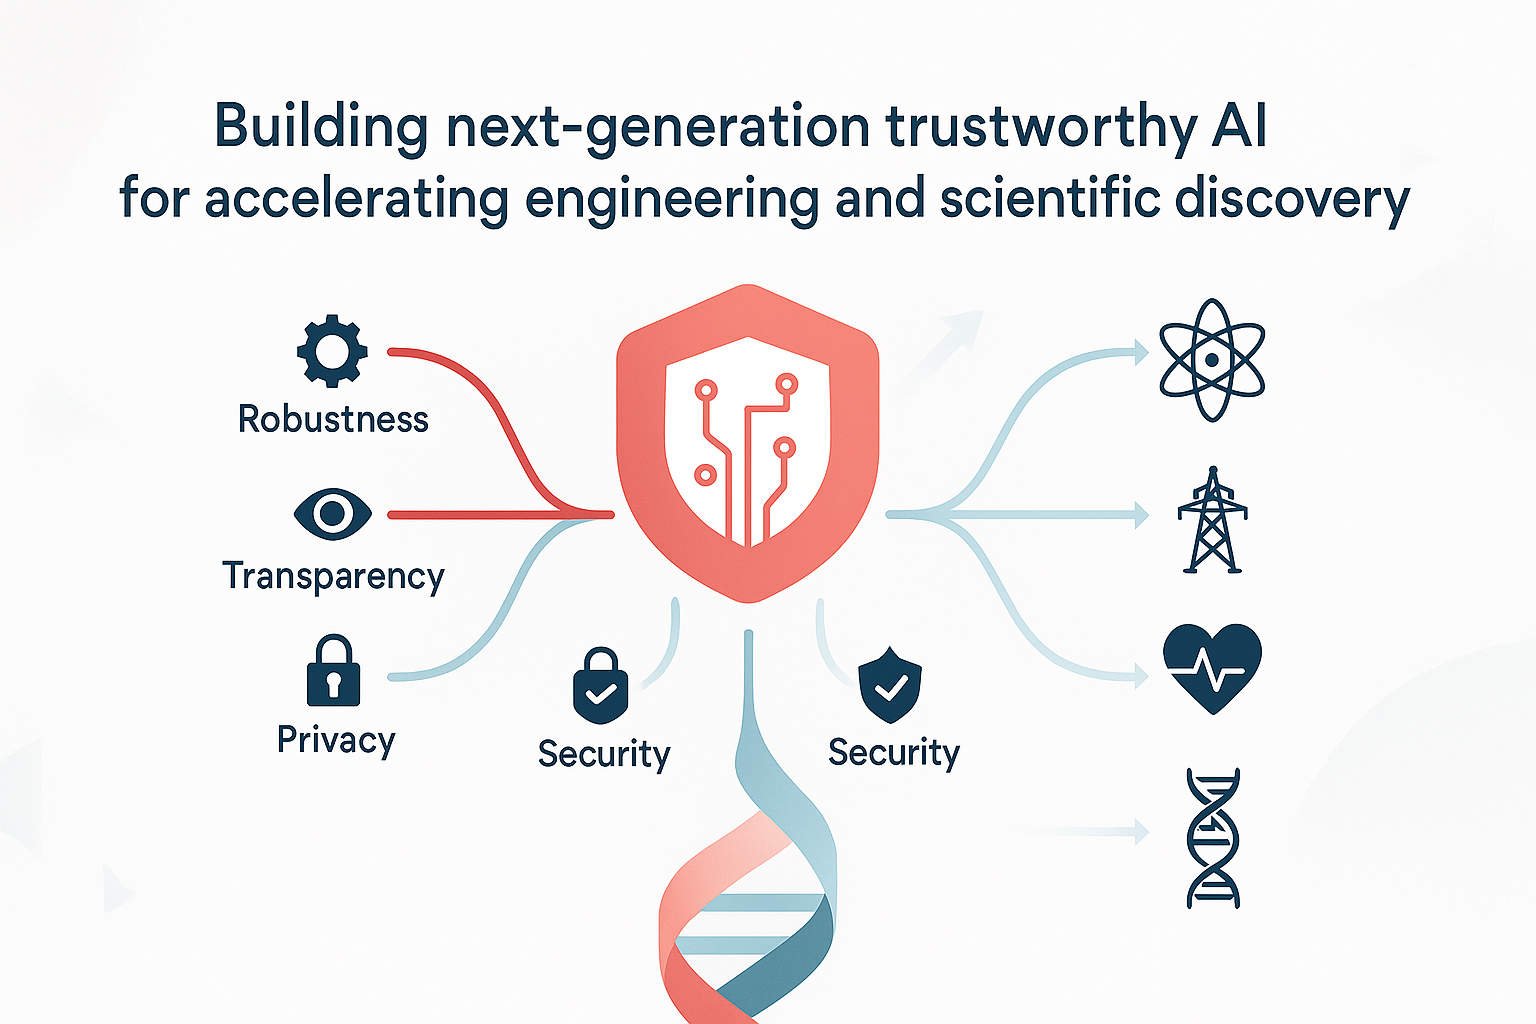 Building next-generation trustworthy AI
for accelerating engineering and scientific discovery
Robustness
Transparency
Privacy
Security
Security